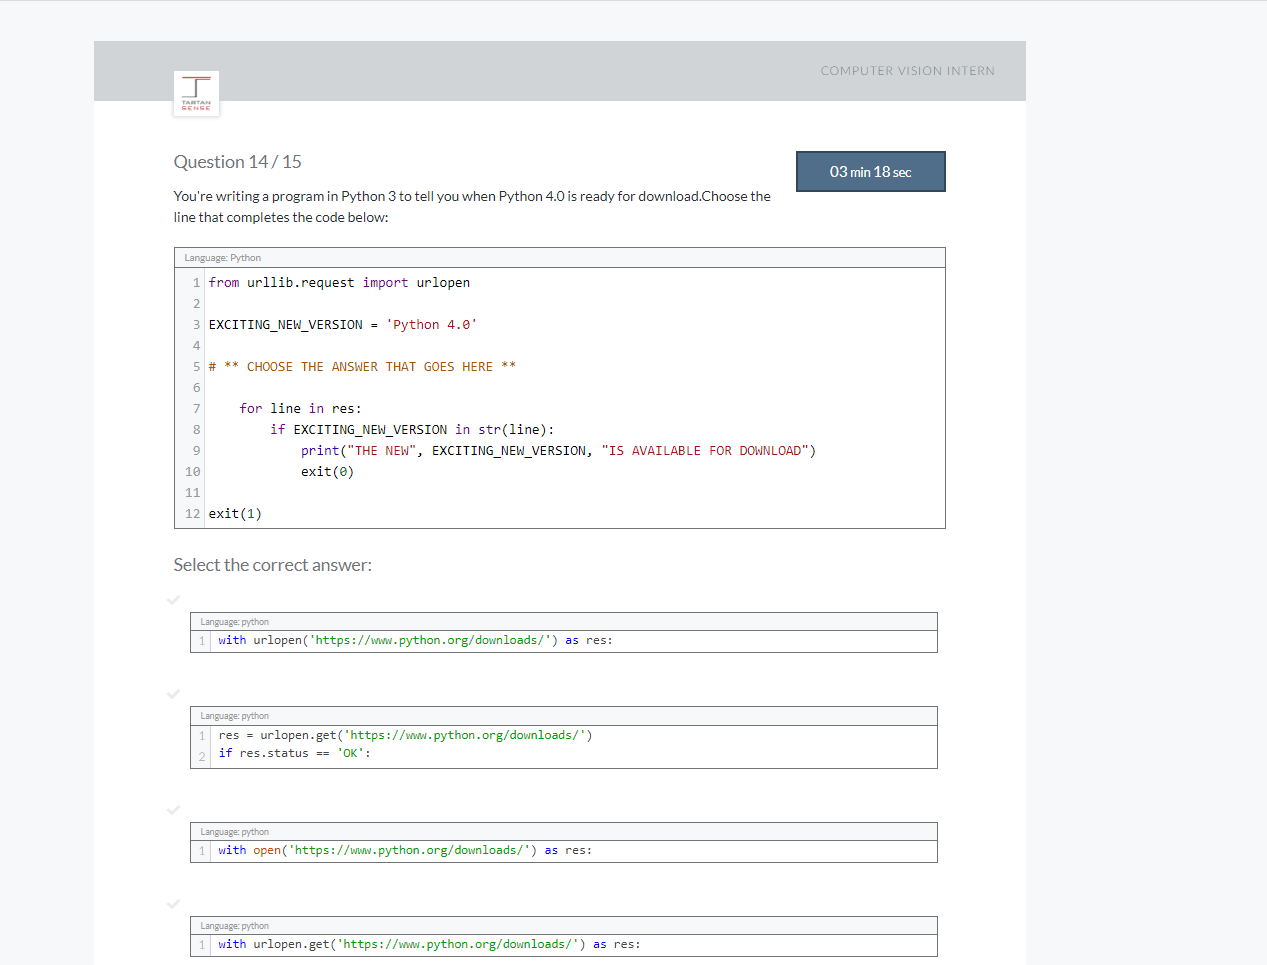 COMPUTER VISION INTERN
TARTAN
SENSE
Question 14 / 15
03 min 18 sec
You're writing a program in Python 3 to tell you when Python 4.0 is ready for download.Choose the
line that completes the code below:
Language: Python
1 from urllib.request import urlopen
2
3 EXCITING_NEW_VERSION = 'Python 4.0'
4
5 # ** CHOOSE THE ANSWER THAT GOES HERE **
6
7     for line in res:
8         if EXCITING_NEW_VERSION in str(line):
9             print("THE NEW", EXCITING_NEW_VERSION, "IS AVAILABLE FOR DOWNLOAD")
10             exit(0)
11
12 exit(1)
Select the correct answer:
Language: python
1 with urlopen('https://www.python.org/downloads/') as res:
Language: python
1 res = urlopen.get('https://www.python.org/downloads/')
2 if res.status == 'OK':
Language: python
1 with open('https://www.python.org/downloads/') as res:
Language: python
1 with urlopen.get('https://www.python.org/downloads/') as res: